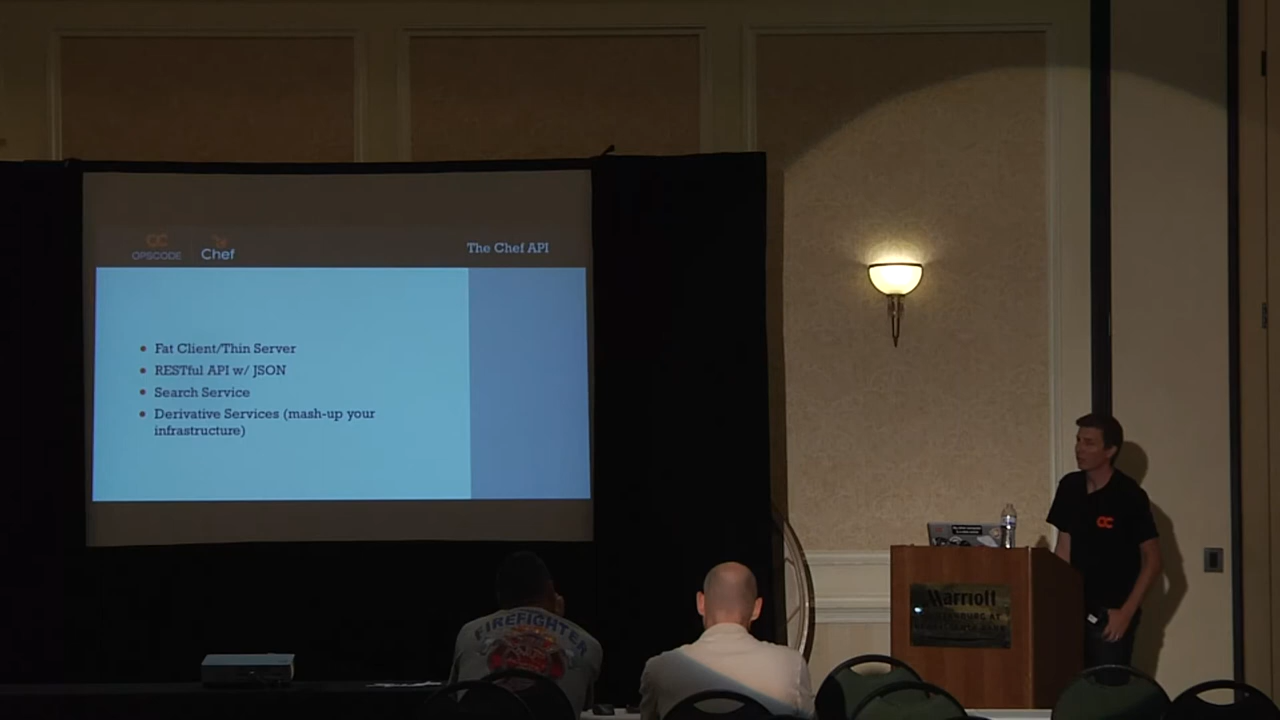 OPSCODE
Chef
The Chef API
Fat Client/Thin Server
RESTful API w/ JSON
Search Service
Derivative Services (mash-up your
infrastructure)
FIREFIGHTER
Marriott